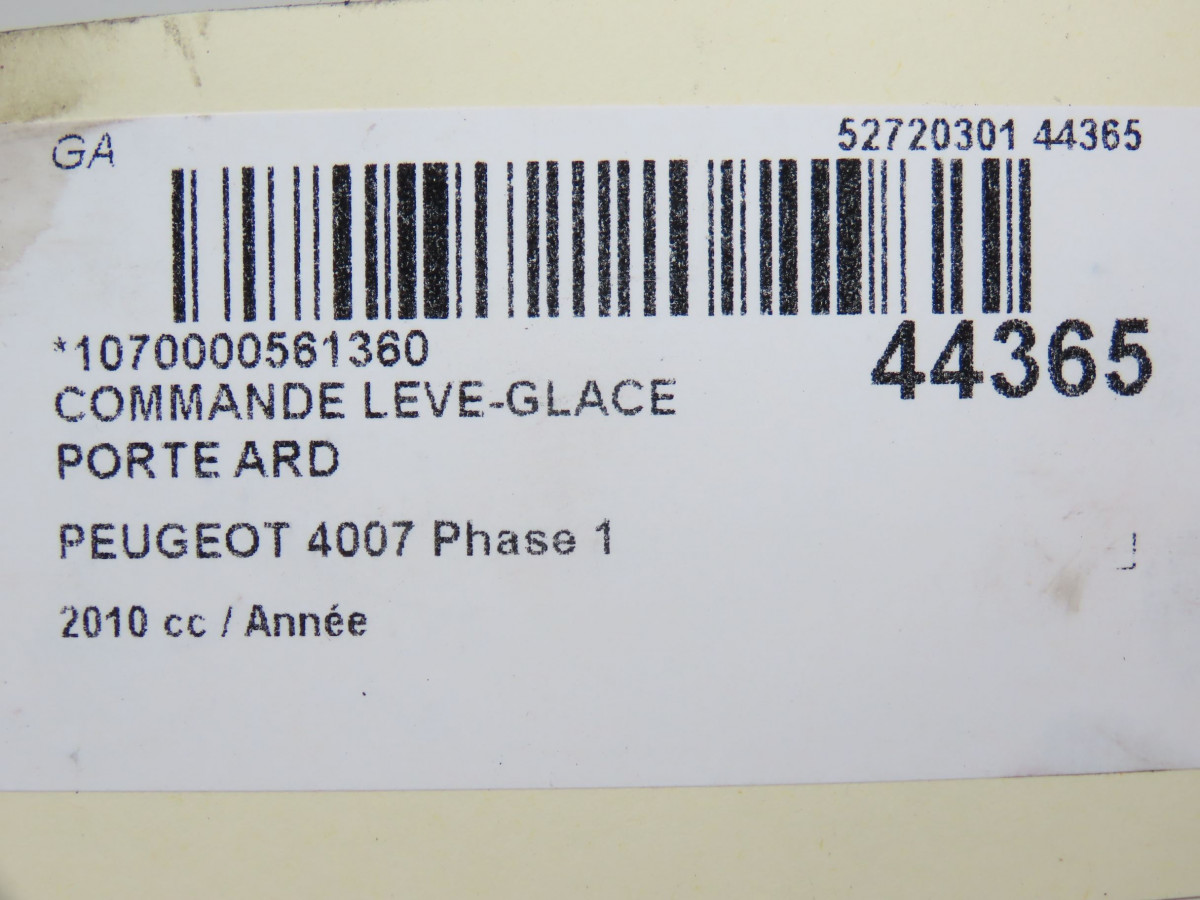 GA 52720301 44365
*1070000561360 44365
COMMANDE LEVE-GLACE
PORTE ARD
PEUGEOT 4007 Phase 1
2010 cc / Année